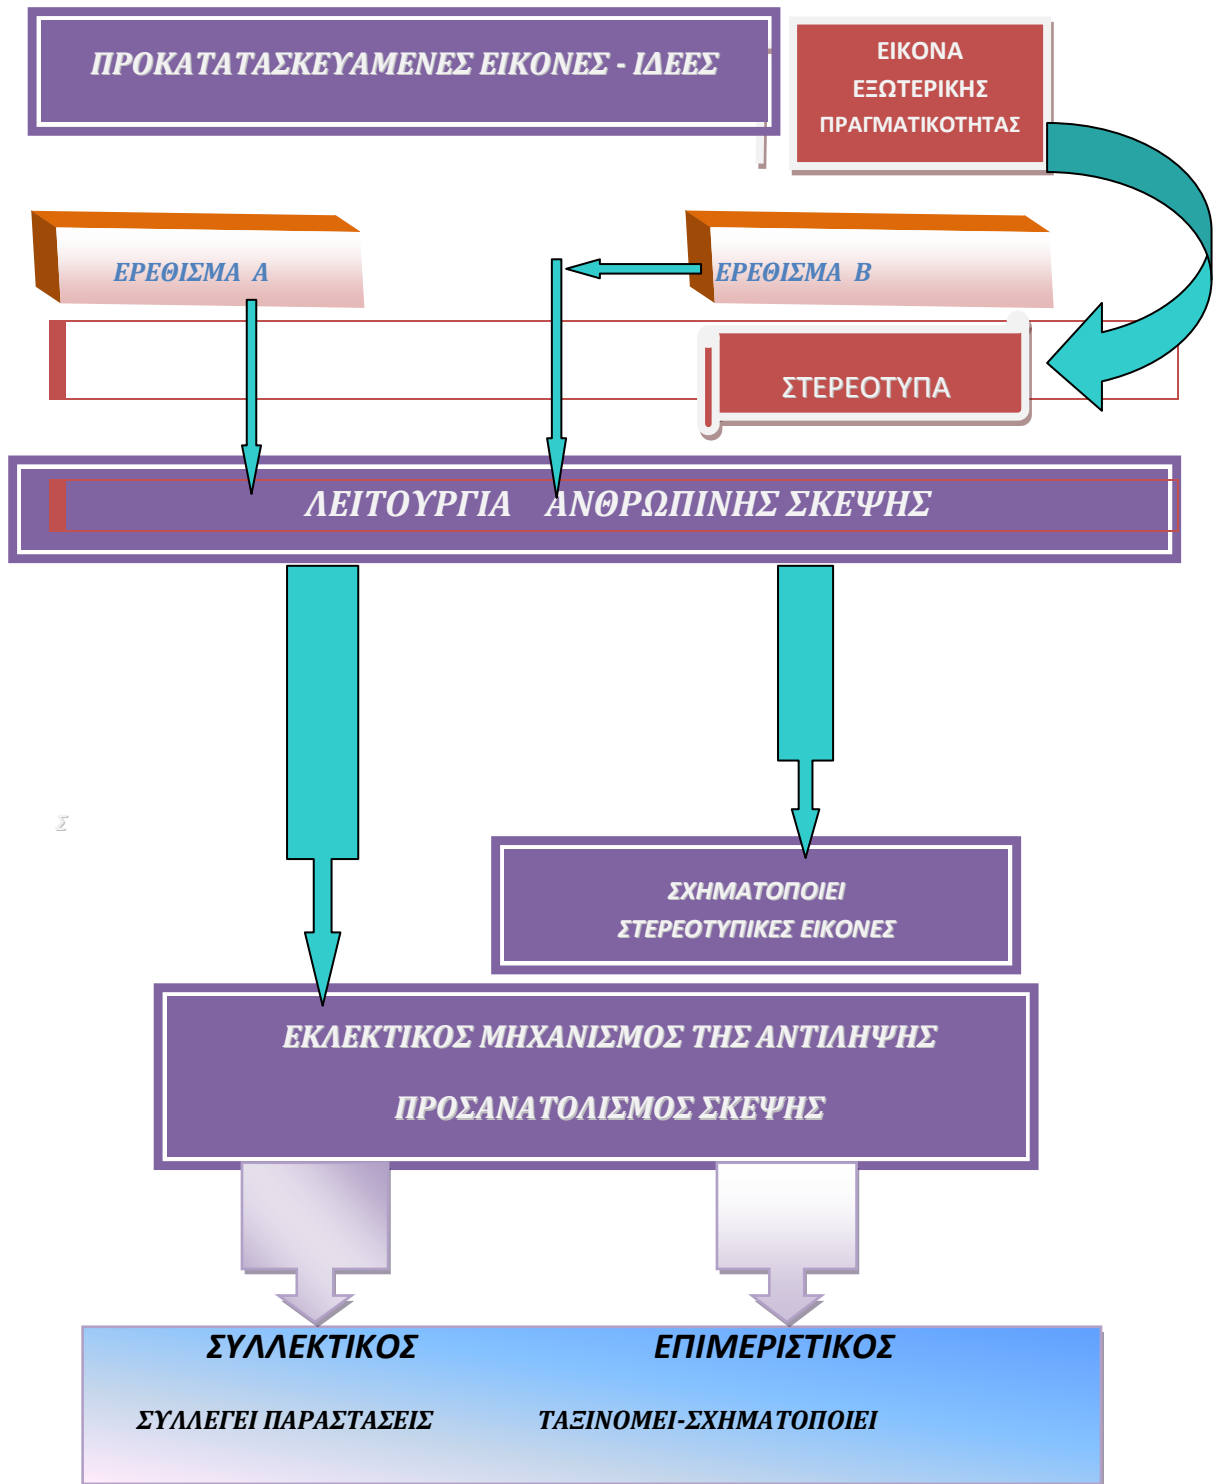 ΠΡΟΚΑΤΑΤΑΣΚΕΥΑΜΕΝΕΣ ΕΙΚΟΝΕΣ - ΙΔΕΕΣ
ΕΙΚΟΝΑ
ΕΞΩΤΕΡΙΚΗΣ
ΠΡΑΓΜΑΤΙΚΟΤΗΤΑΣ
ΕΡΕΘΙΣΜΑ Α
ΕΡΕΘΙΣΜΑ Β
ΣΤΕΡΕΟΤΥΠΑ
ΛΕΙΤΟΥΡΓΙΑ ΑΝΘΡΩΠΙΝΗΣ ΣΚΕΨΗΣ
Σ
ΣΧΗΜΑΤΟΠΟΙΕΙ
ΣΤΕΡΕΟΤΥΠΙΚΕΣ ΕΙΚΟΝΕΣ
ΕΚΛΕΚΤΙΚΟΣ ΜΗΧΑΝΙΣΜΟΣ ΤΗΣ ΑΝΤΙΛΗΨΗΣ
ΠΡΟΣΑΝΑΤΟΛΙΣΜΟΣ ΣΚΕΨΗΣ
ΣΥΛΛΕΚΤΙΚΟΣ ΕΠΙΜΕΡΙΣΤΙΚΟΣ
ΣΥΛΛΕΓΕΙ ΠΑΡΑΣΤΑΣΕΙΣ ΤΑΞΙΝΟΜΕΙ-ΣΧΗΜΑΤΟΠΟΙΕΙ